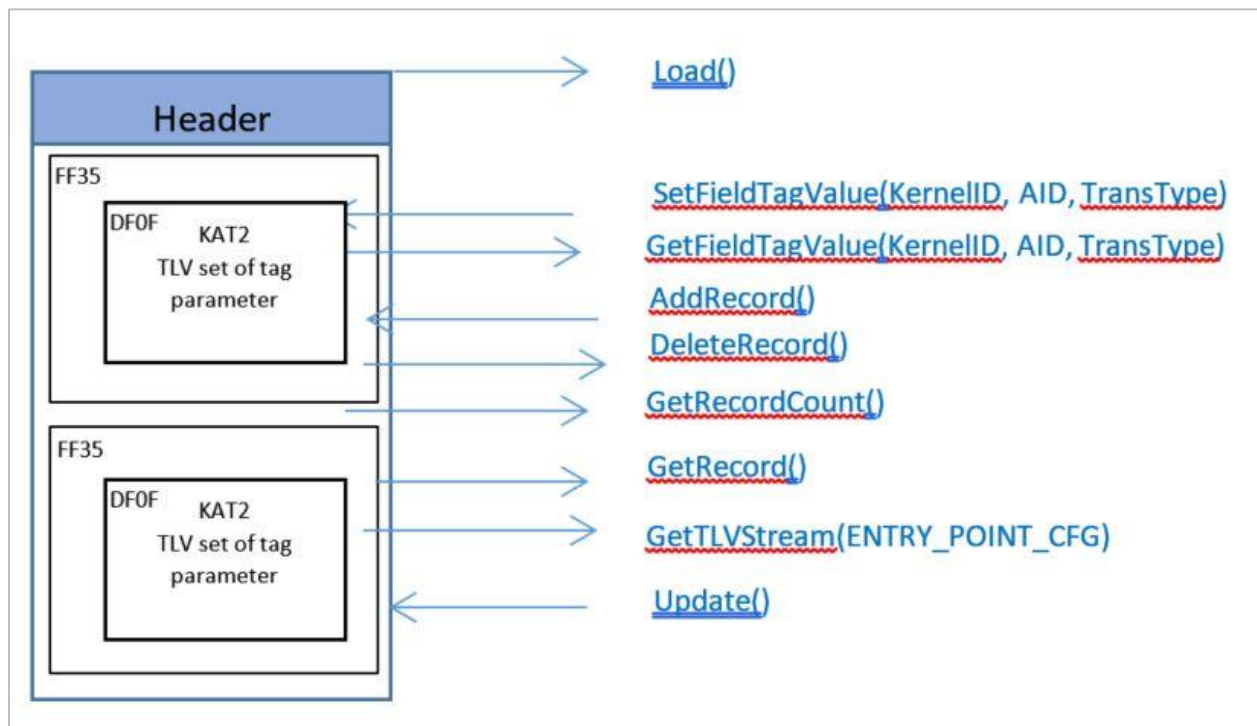 Header
FF35
DF0F
KAT2
TLV set of tag
parameter
FF35
DF0F
KAT2
TLV set of tag
parameter
Load()
SetFieldTagValue(KernelID, AID, TransType)
GetFieldTagValue(KernelID, AID, TransType)
AddRecord()
DeleteRecord()
GetRecordCount()
GetRecord()
GetTLVStream(ENTRY_POINT_CFG)
Update()